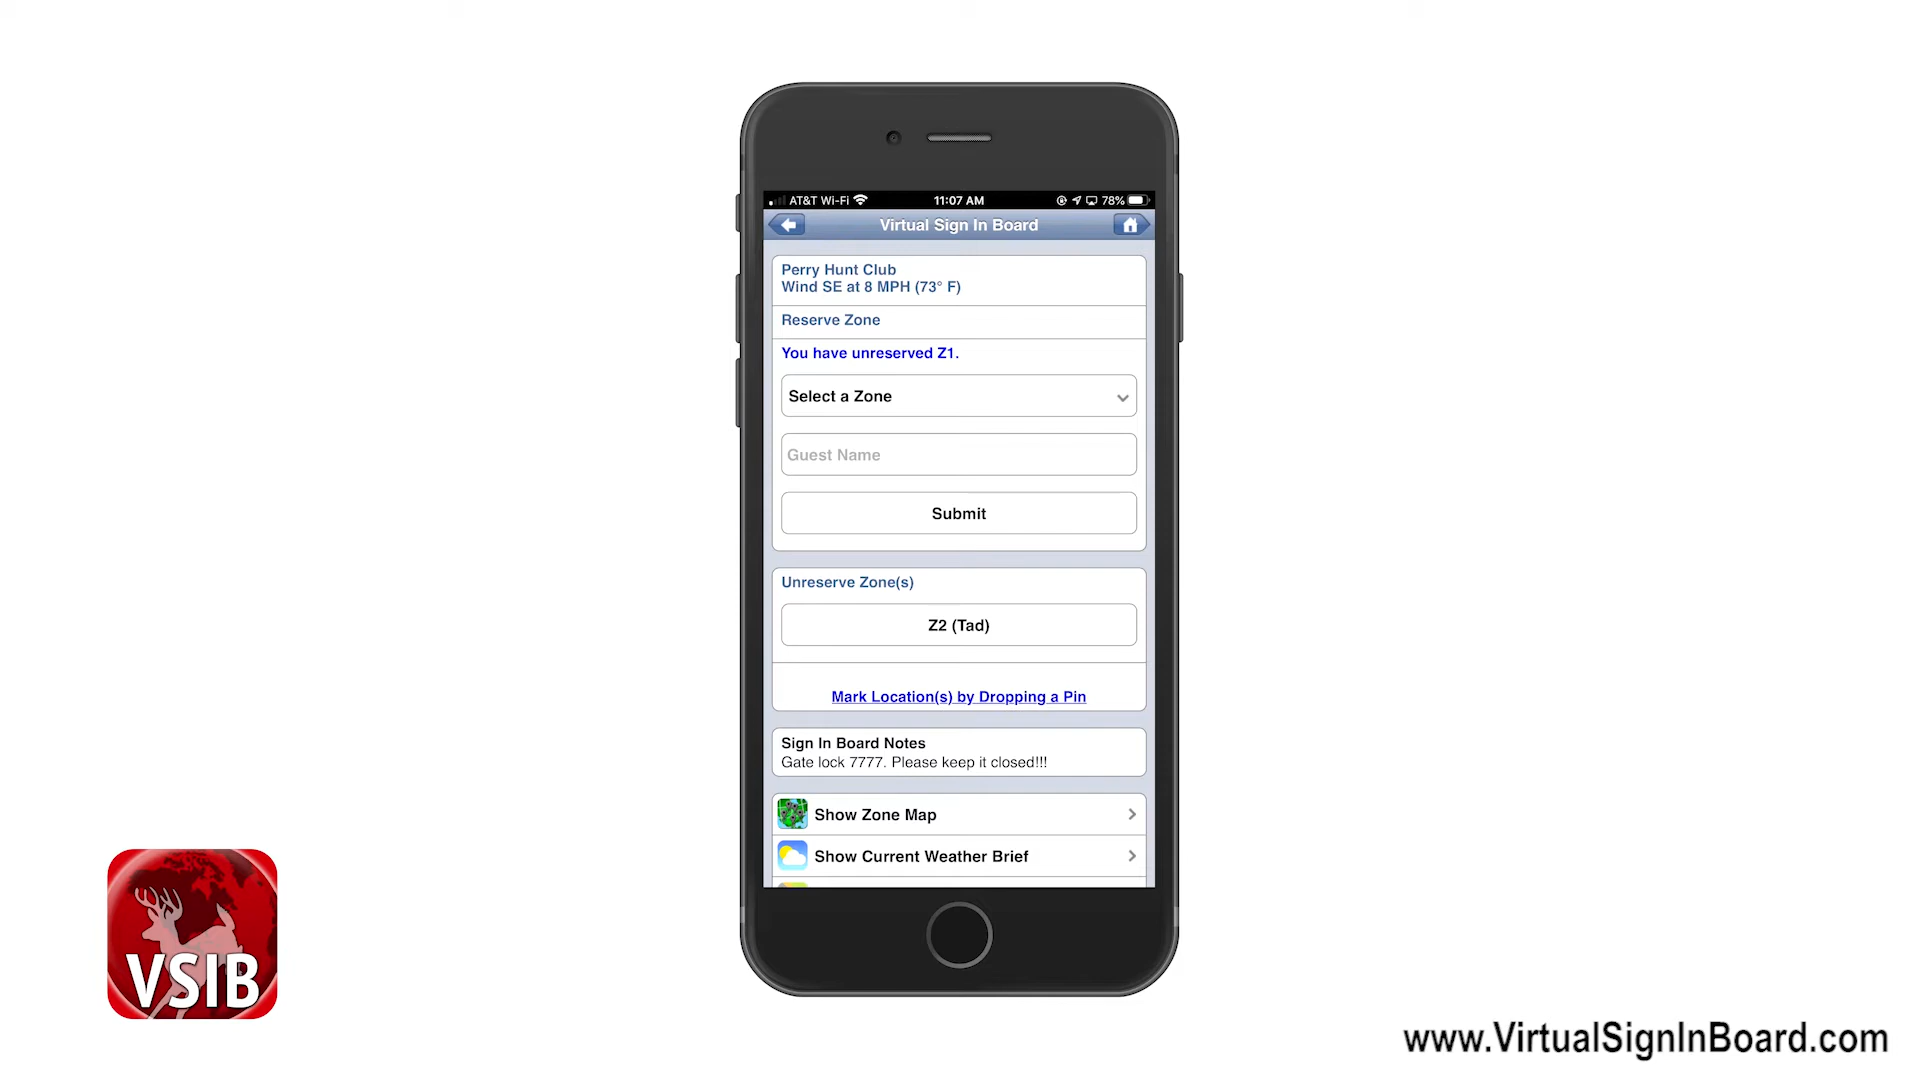 AT&T Wi-Fi 11:07 AM 78%
Virtual Sign In Board
Perry Hunt Club
Wind SE at 8 MPH (73° F)
Reserve Zone
You have unreserved Z1.
Select a Zone
Guest Name
Submit
Unreserve Zone(s)
Z2 (Tad)
Mark Location(s) by Dropping a Pin
Sign In Board Notes
Gate lock 7777. Please keep it closed!!!
Show Zone Map
Show Current Weather Brief
VSIB
www.VirtualSignInBoard.com